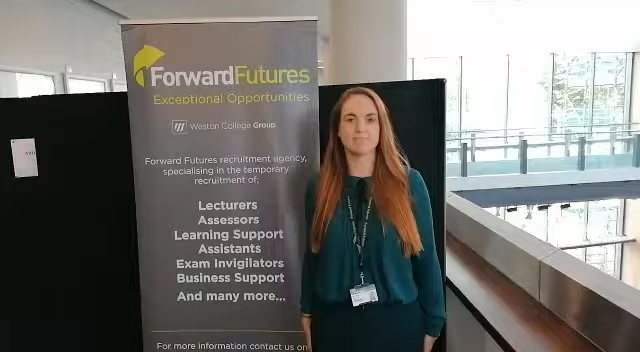 ForwardFutures
Exceptional Opportunities
Weston College Group
Forward Futures recruitment agency,
specialising in the temporary
recruitment of;
Lecturers
Assessors
Learning Support
Assistants
Exam Invigilators
Business Support
And many more...
For more information contact us on